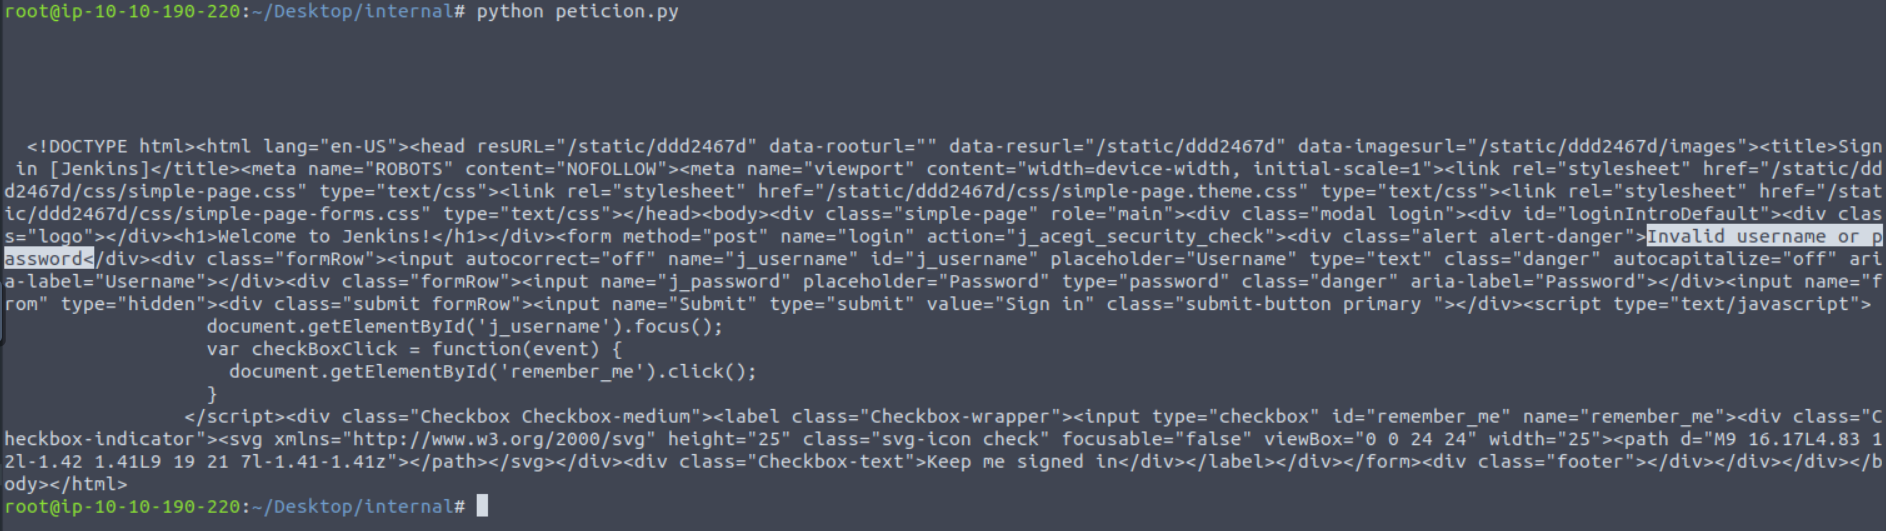 root@ip-10-10-190-220:~/Desktop/internal# python peticion.py
<!DOCTYPE html><html lang="en-US"><head resURL="/static/ddd2467d" data-rooturl="" data-resurl="/static/ddd2467d" data-imagesurl="/static/ddd2467d/images"><title>Sign
in [Jenkins]</title><meta name="ROBOTS" content="NOFOLLOW"><meta name="viewport" content="width=device-width, initial-scale=1"><link rel="stylesheet" href="/static/dd
d2467d/css/simple-page.css" type="text/css"><link rel="stylesheet" href="/static/ddd2467d/css/simple-page.theme.css" type="text/css"><link rel="stylesheet" href="/stat
ic/ddd2467d/css/simple-page-forms.css" type="text/css"></head><body><div class="simple-page" role="main"><div class="modal login"><div id="loginIntroDefault"><div clas
s="logo"></div><h1>Welcome to Jenkins!</h1></div><form method="post" name="login" action="j_acegi_security_check"><div class="alert alert-danger">Invalid username or p
assword</div><div class="formRow"><input autocorrect="off" name="j_username" id="j_username" placeholder="Username" type="text" class="danger" autocapitalize="off" ari
a-label="Username"></div><div class="formRow"><input name="j_password" placeholder="Password" type="password" class="danger" aria-label="Password"></div><input name="f
rom" type="hidden"><div class="submit formRow"><input name="Submit" type="submit" value="Sign in" class="submit-button primary "></div><script type="text/javascript">
document.getElementById('j_username').focus();
var checkBoxClick = function(event) {
document.getElementById('remember_me').click();
}
</script><div class="Checkbox Checkbox-medium"><label class="Checkbox-wrapper"><input type="checkbox" id="remember_me" name="remember_me"><div class="C
heckbox-indicator"><svg xmlns="http://www.w3.org/2000/svg" height="25" class="svg-icon check" focusable="false" viewBox="0 0 24 24" width="25"><path d="M9 16.17L4.83 1
2l-1.42 1.41L9 19 21 7l-1.41-1.41z"></path></svg></div><div class="Checkbox-text">Keep me signed in</div></label></div></form><div class="footer"></div></div></div></b
ody></html>
root@ip-10-10-190-220:~/Desktop/internal#